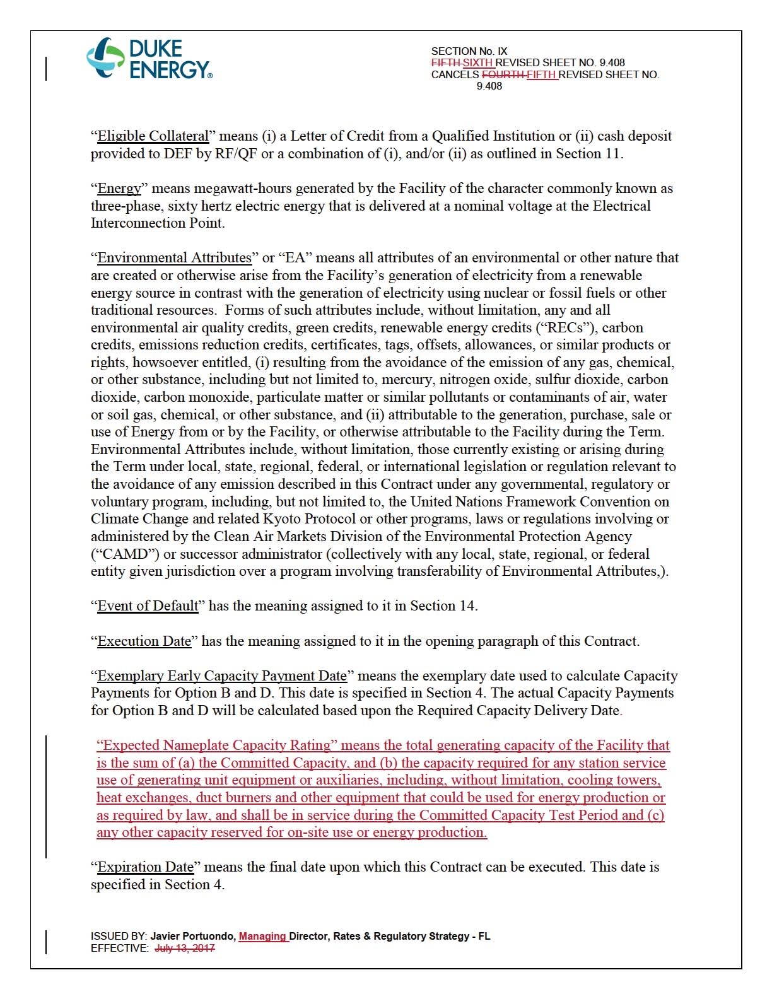 DUKE
ENERGY®
SECTION No. IX
FIFTH SIXTH REVISED SHEET NO. 9.408
CANCELS FOURTH FIFTH REVISED SHEET NO.
9.408
“Eligible Collateral” means (i) a Letter of Credit from a Qualified Institution or (ii) cash deposit
provided to DEF by RF/QF or a combination of (i), and/or (ii) as outlined in Section 11.
“Energy” means megawatt-hours generated by the Facility of the character commonly known as
three-phase, sixty hertz electric energy that is delivered at a nominal voltage at the Electrical
Interconnection Point.
“Environmental Attributes” or “EA” means all attributes of an environmental or other nature that
are created or otherwise arise from the Facility’s generation of electricity from a renewable
energy source in contrast with the generation of electricity using nuclear or fossil fuels or other
traditional resources.  Forms of such attributes include, without limitation, any and all
environmental air quality credits, green credits, renewable energy credits (“RECs”), carbon
credits, emissions reduction credits, certificates, tags, offsets, allowances, or similar products or
rights, howsoever entitled, (i) resulting from the avoidance of the emission of any gas, chemical,
or other substance, including but not limited to, mercury, nitrogen oxide, sulfur dioxide, carbon
dioxide, carbon monoxide, particulate matter or similar pollutants or contaminants of air, water
or soil gas, chemical, or other substance, and (ii) attributable to the generation, purchase, sale or
use of Energy from or by the Facility, or otherwise attributable to the Facility during the Term.
Environmental Attributes include, without limitation, those currently existing or arising during
the Term under local, state, regional, federal, or international legislation or regulation relevant to
the avoidance of any emission described in this Contract under any governmental, regulatory or
voluntary program, including, but not limited to, the United Nations Framework Convention on
Climate Change and related Kyoto Protocol or other programs, laws or regulations involving or
administered by the Clean Air Markets Division of the Environmental Protection Agency
(“CAMD”) or successor administrator (collectively with any local, state, regional, or federal
entity given jurisdiction over a program involving transferability of Environmental Attributes,).
“Event of Default” has the meaning assigned to it in Section 14.
“Execution Date” has the meaning assigned to it in the opening paragraph of this Contract.
“Exemplary Early Capacity Payment Date” means the exemplary date used to calculate Capacity
Payments for Option B and D. This date is specified in Section 4. The actual Capacity Payments
for Option B and D will be calculated based upon the Required Capacity Delivery Date.
“Expected Nameplate Capacity Rating” means the total generating capacity of the Facility that
is the sum of (a) the Committed Capacity, and (b) the capacity required for any station service
use of generating unit equipment or auxiliaries, including, without limitation, cooling towers,
heat exchanges, duct burners and other equipment that could be used for energy production or
as required by law, and shall be in service during the Committed Capacity Test Period and (c)
any other capacity reserved for on-site use or energy production.
“Expiration Date” means the final date upon which this Contract can be executed. This date is
specified in Section 4.
ISSUED BY: Javier Portuondo, Managing Director, Rates & Regulatory Strategy - FL
EFFECTIVE: July 13, 2017